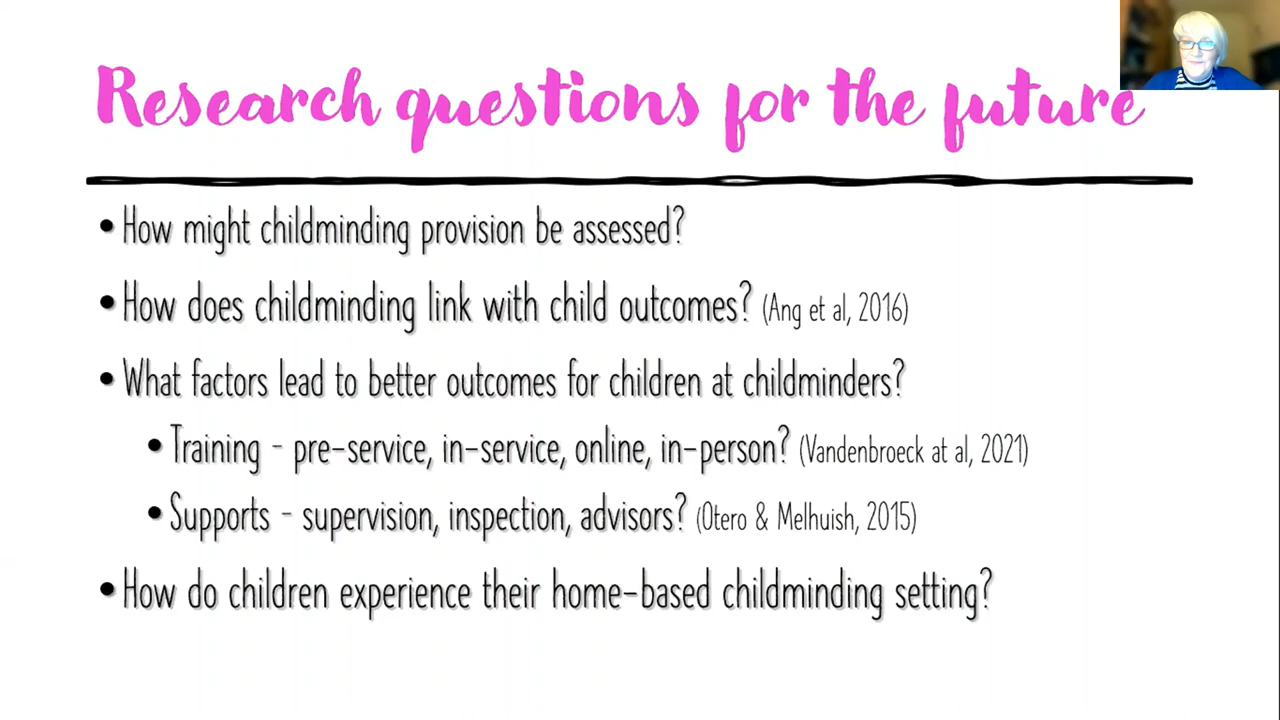 Research questions for the future
• How might childminding provision be assessed?
• How does childminding link with child outcomes? (Ang et al, 2016)
• What factors lead to better outcomes for children at childminders?
• Training - pre-service, in-service, online, in-person? (Vandenbroeck at al, 2021)
• Supports - supervision, inspection, advisors? (Otero & Melhuish, 2015)
• How do children experience their home-based childminding setting?